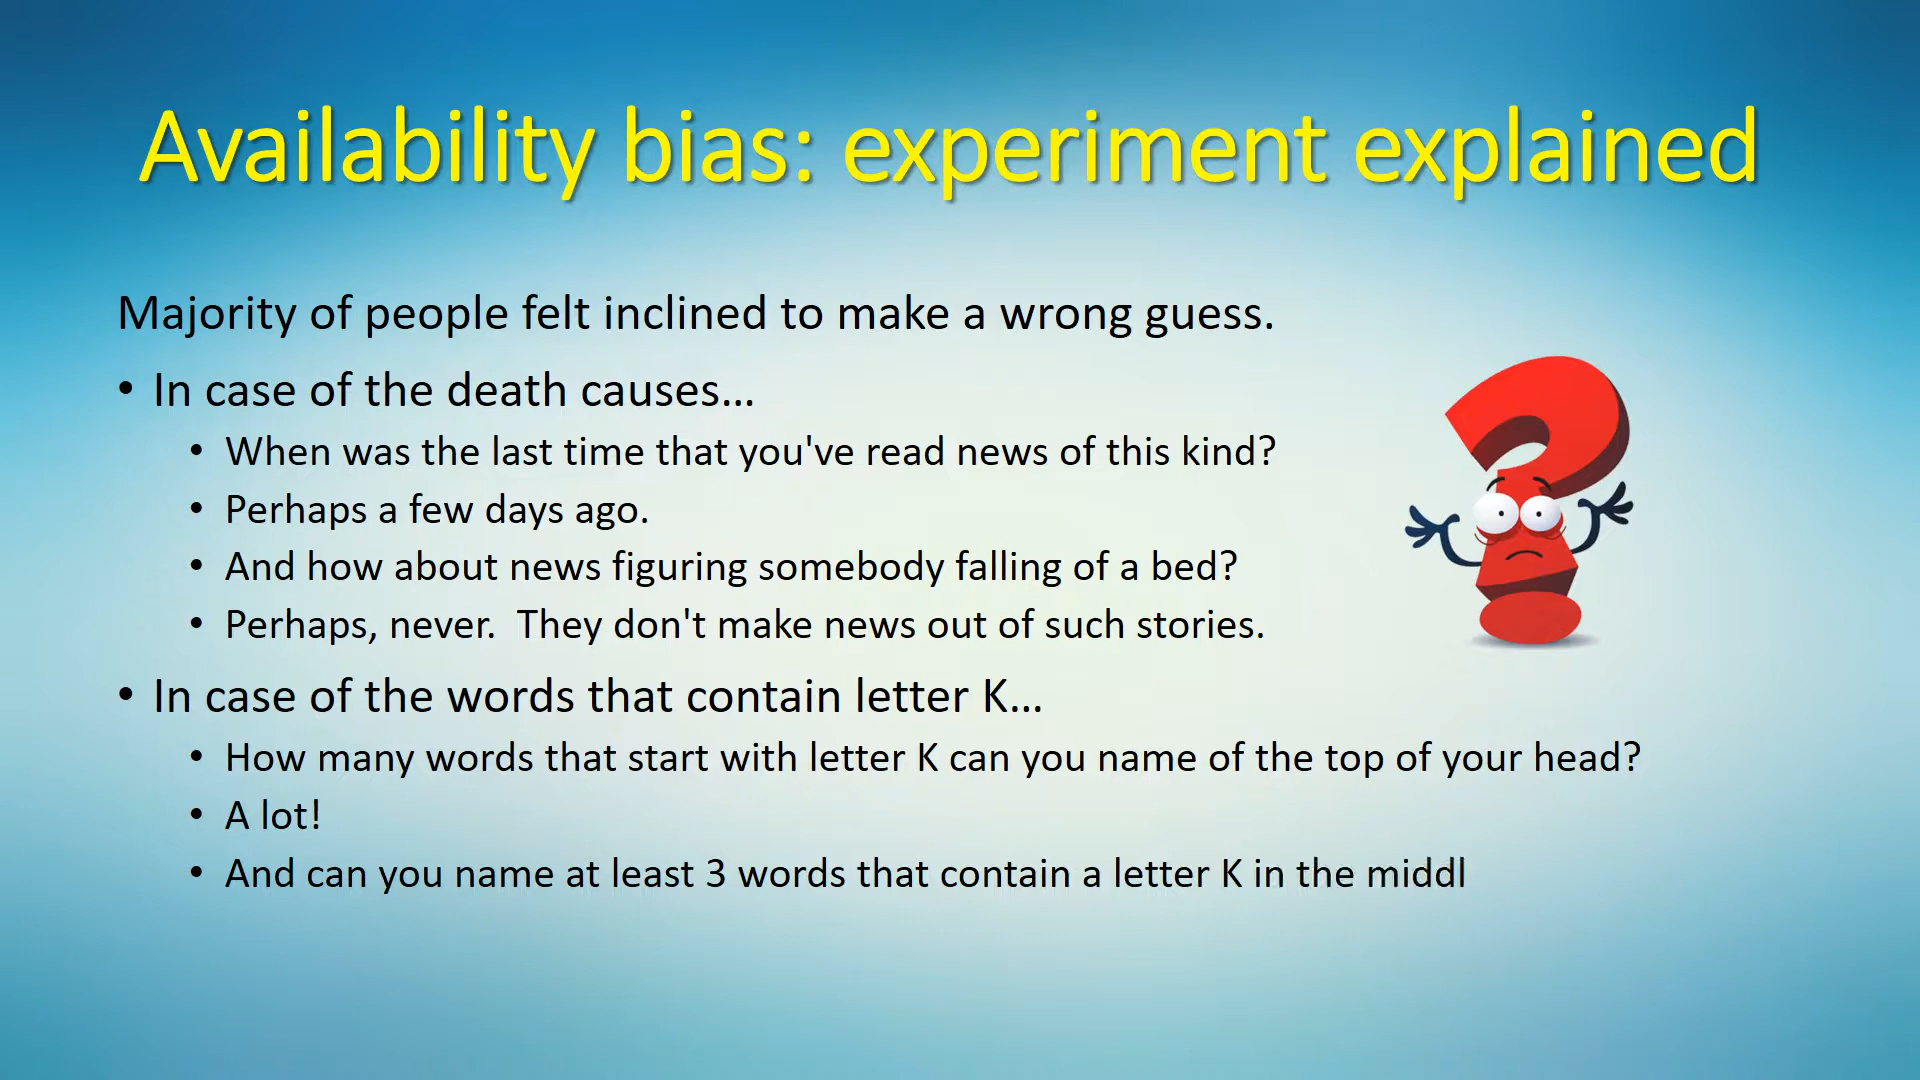 Availability bias: experiment explained
Majority of people felt inclined to make a wrong guess.
• In case of the death causes...
• When was the last time that you've read news of this kind?
• Perhaps a few days ago.
• And how about news figuring somebody falling of a bed?
• Perhaps, never.  They don't make news out of such stories.
• In case of the words that contain letter K...
• How many words that start with letter K can you name of the top of your head?
• A lot!
• And can you name at least 3 words that contain a letter K in the middl